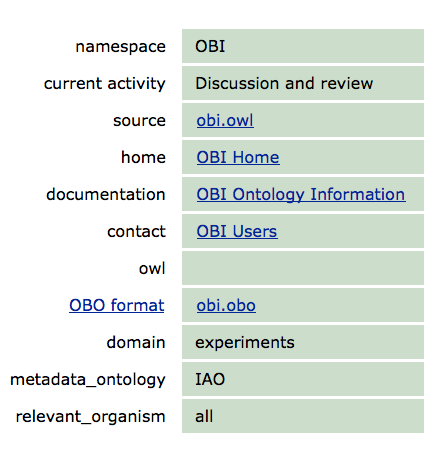 namespace OBI
current activity Discussion and review
source obi.owl
home OBI Home
documentation OBI Ontology Information
contact OBI Users
owl
OBO format obi.obo
domain experiments
metadata_ontology IAO
relevant_organism all